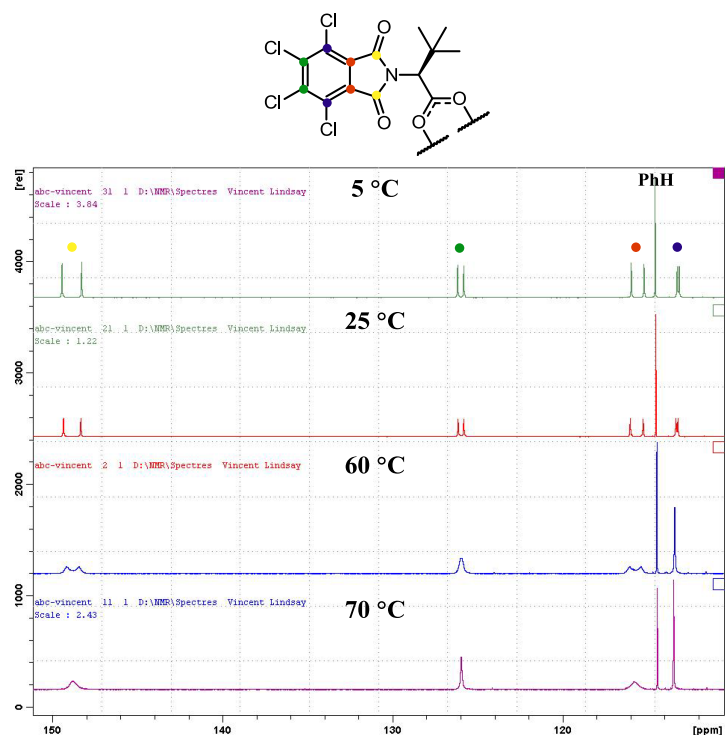 Cl
Cl O
Cl N
Cl O O
Cl O
PhH
[rel] abc-vincent 31 1 D:\NMR\Spectres Vincent Lindsay 5 °C
Scale : 3.84
4000
abc-vincent 21 1 D:\NMR\Spectres Vincent Lindsay 25 °C
Scale : 1.22
3000
abc-vincent 2 1 D:\NMR\Spectres Vincent Lindsay 60 °C
2000
1000
abc-vincent 11 1 D:\NMR\Spectres Vincent Lindsay 70 °C
Scale : 2.43
0
150 140 130 120 [ppm]